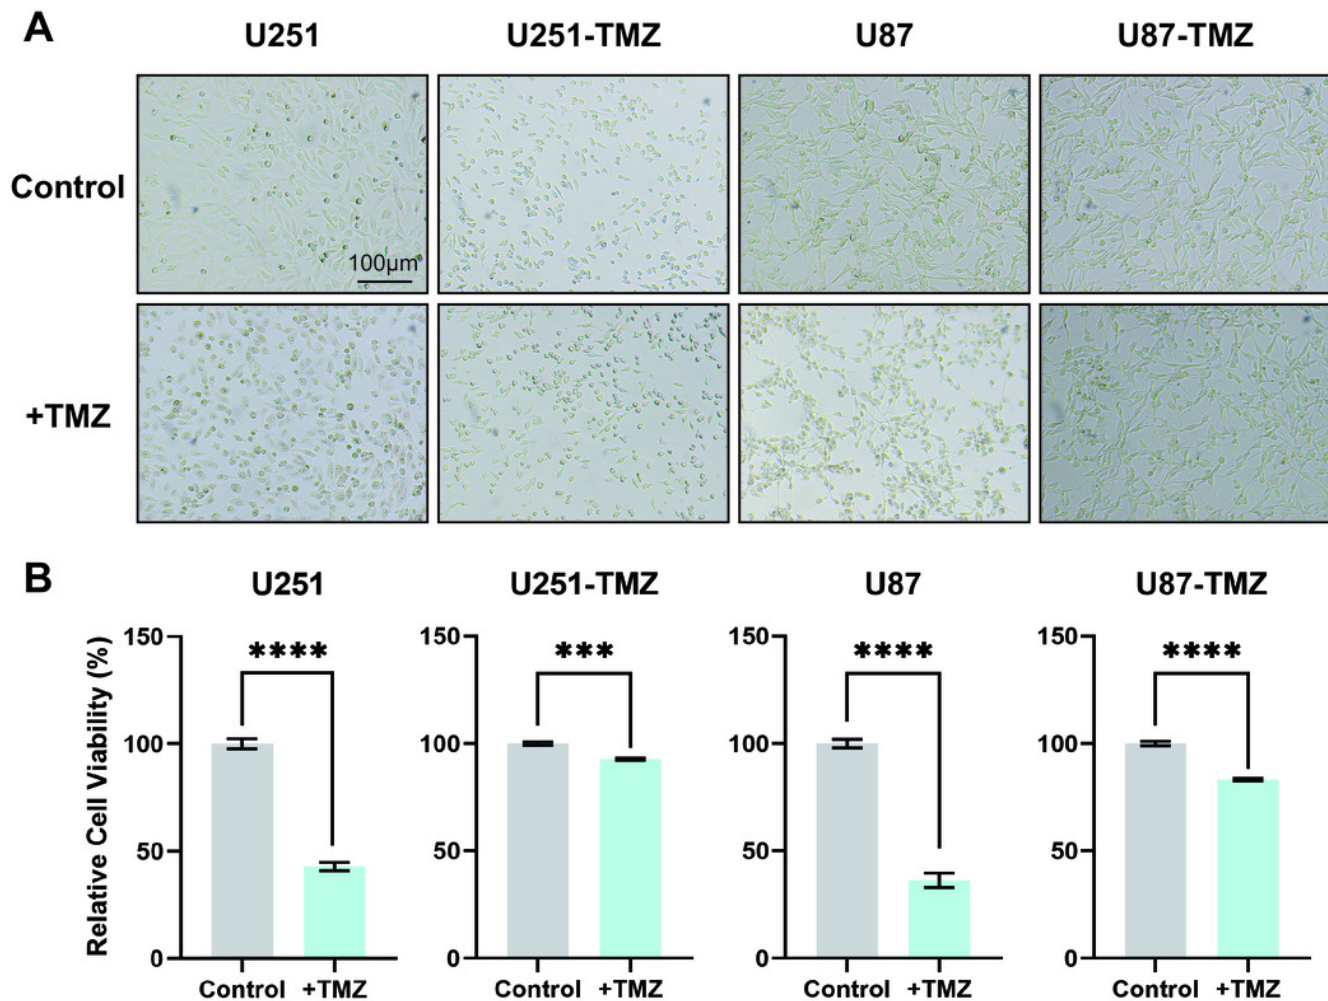 A
U251 U251-TMZ U87 U87-TMZ
Control
100μm
+TMZ
B
U251 U251-TMZ U87 U87-TMZ
Relative Cell Viability (%)
150 150 150 150
**** *** **** ****
100 100 100 100
50 50 50 50
0 0 0 0
Control +TMZ Control +TMZ Control +TMZ Control +TMZ